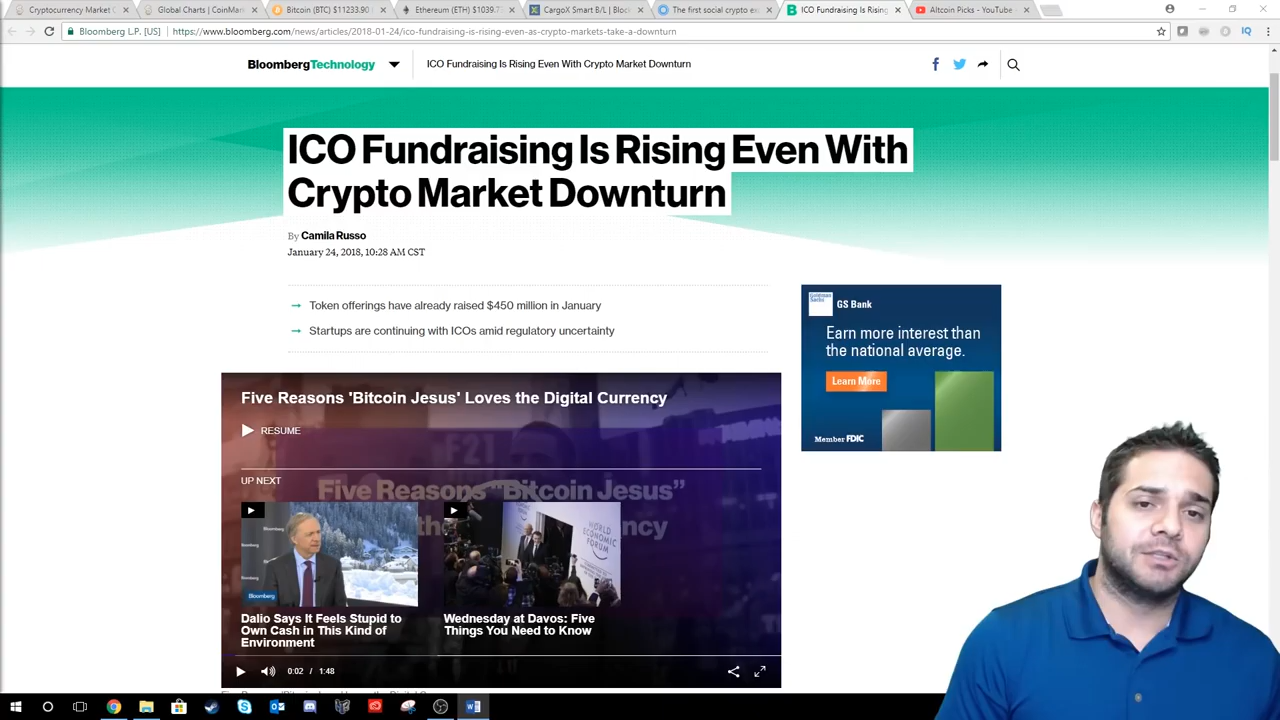 Cryptocurrency Market C
Global Charts | CoinMar
Bitcoin (BTC) $11233.90
Ethereum (ETH) $1039.7
CargoX Smart B/L | Bloc
The first social crypto ex
ICO Fundraising Is Rising
Altcoin Picks - YouTube
Bloomberg L.P. [US]
https://www.bloomberg.com/news/articles/2018-01-24/ico-fundraising-is-rising-even-as-crypto-markets-take-a-downturn
BloombergTechnology
ICO Fundraising Is Rising Even With Crypto Market Downturn
ICO Fundraising Is Rising Even With
Crypto Market Downturn
By Camila Russo
January 24, 2018, 10:28 AM CST
→ Token offerings have already raised $450 million in January
→ Startups are continuing with ICOs amid regulatory uncertainty
Goldman
Sachs
GS Bank
Earn more interest than
the national average.
Learn More
Member FDIC
Five Reasons 'Bitcoin Jesus' Loves the Digital Currency
RESUME
UP NEXT
Five Reasons "Bitcoin Jesus"
Bloomberg
WORLD
ECONOMIC
FORUM
Dalio Says It Feels Stupid to
Own Cash in This Kind of
Environment
Wednesday at Davos: Five
Things You Need to Know
0:02 / 1:48